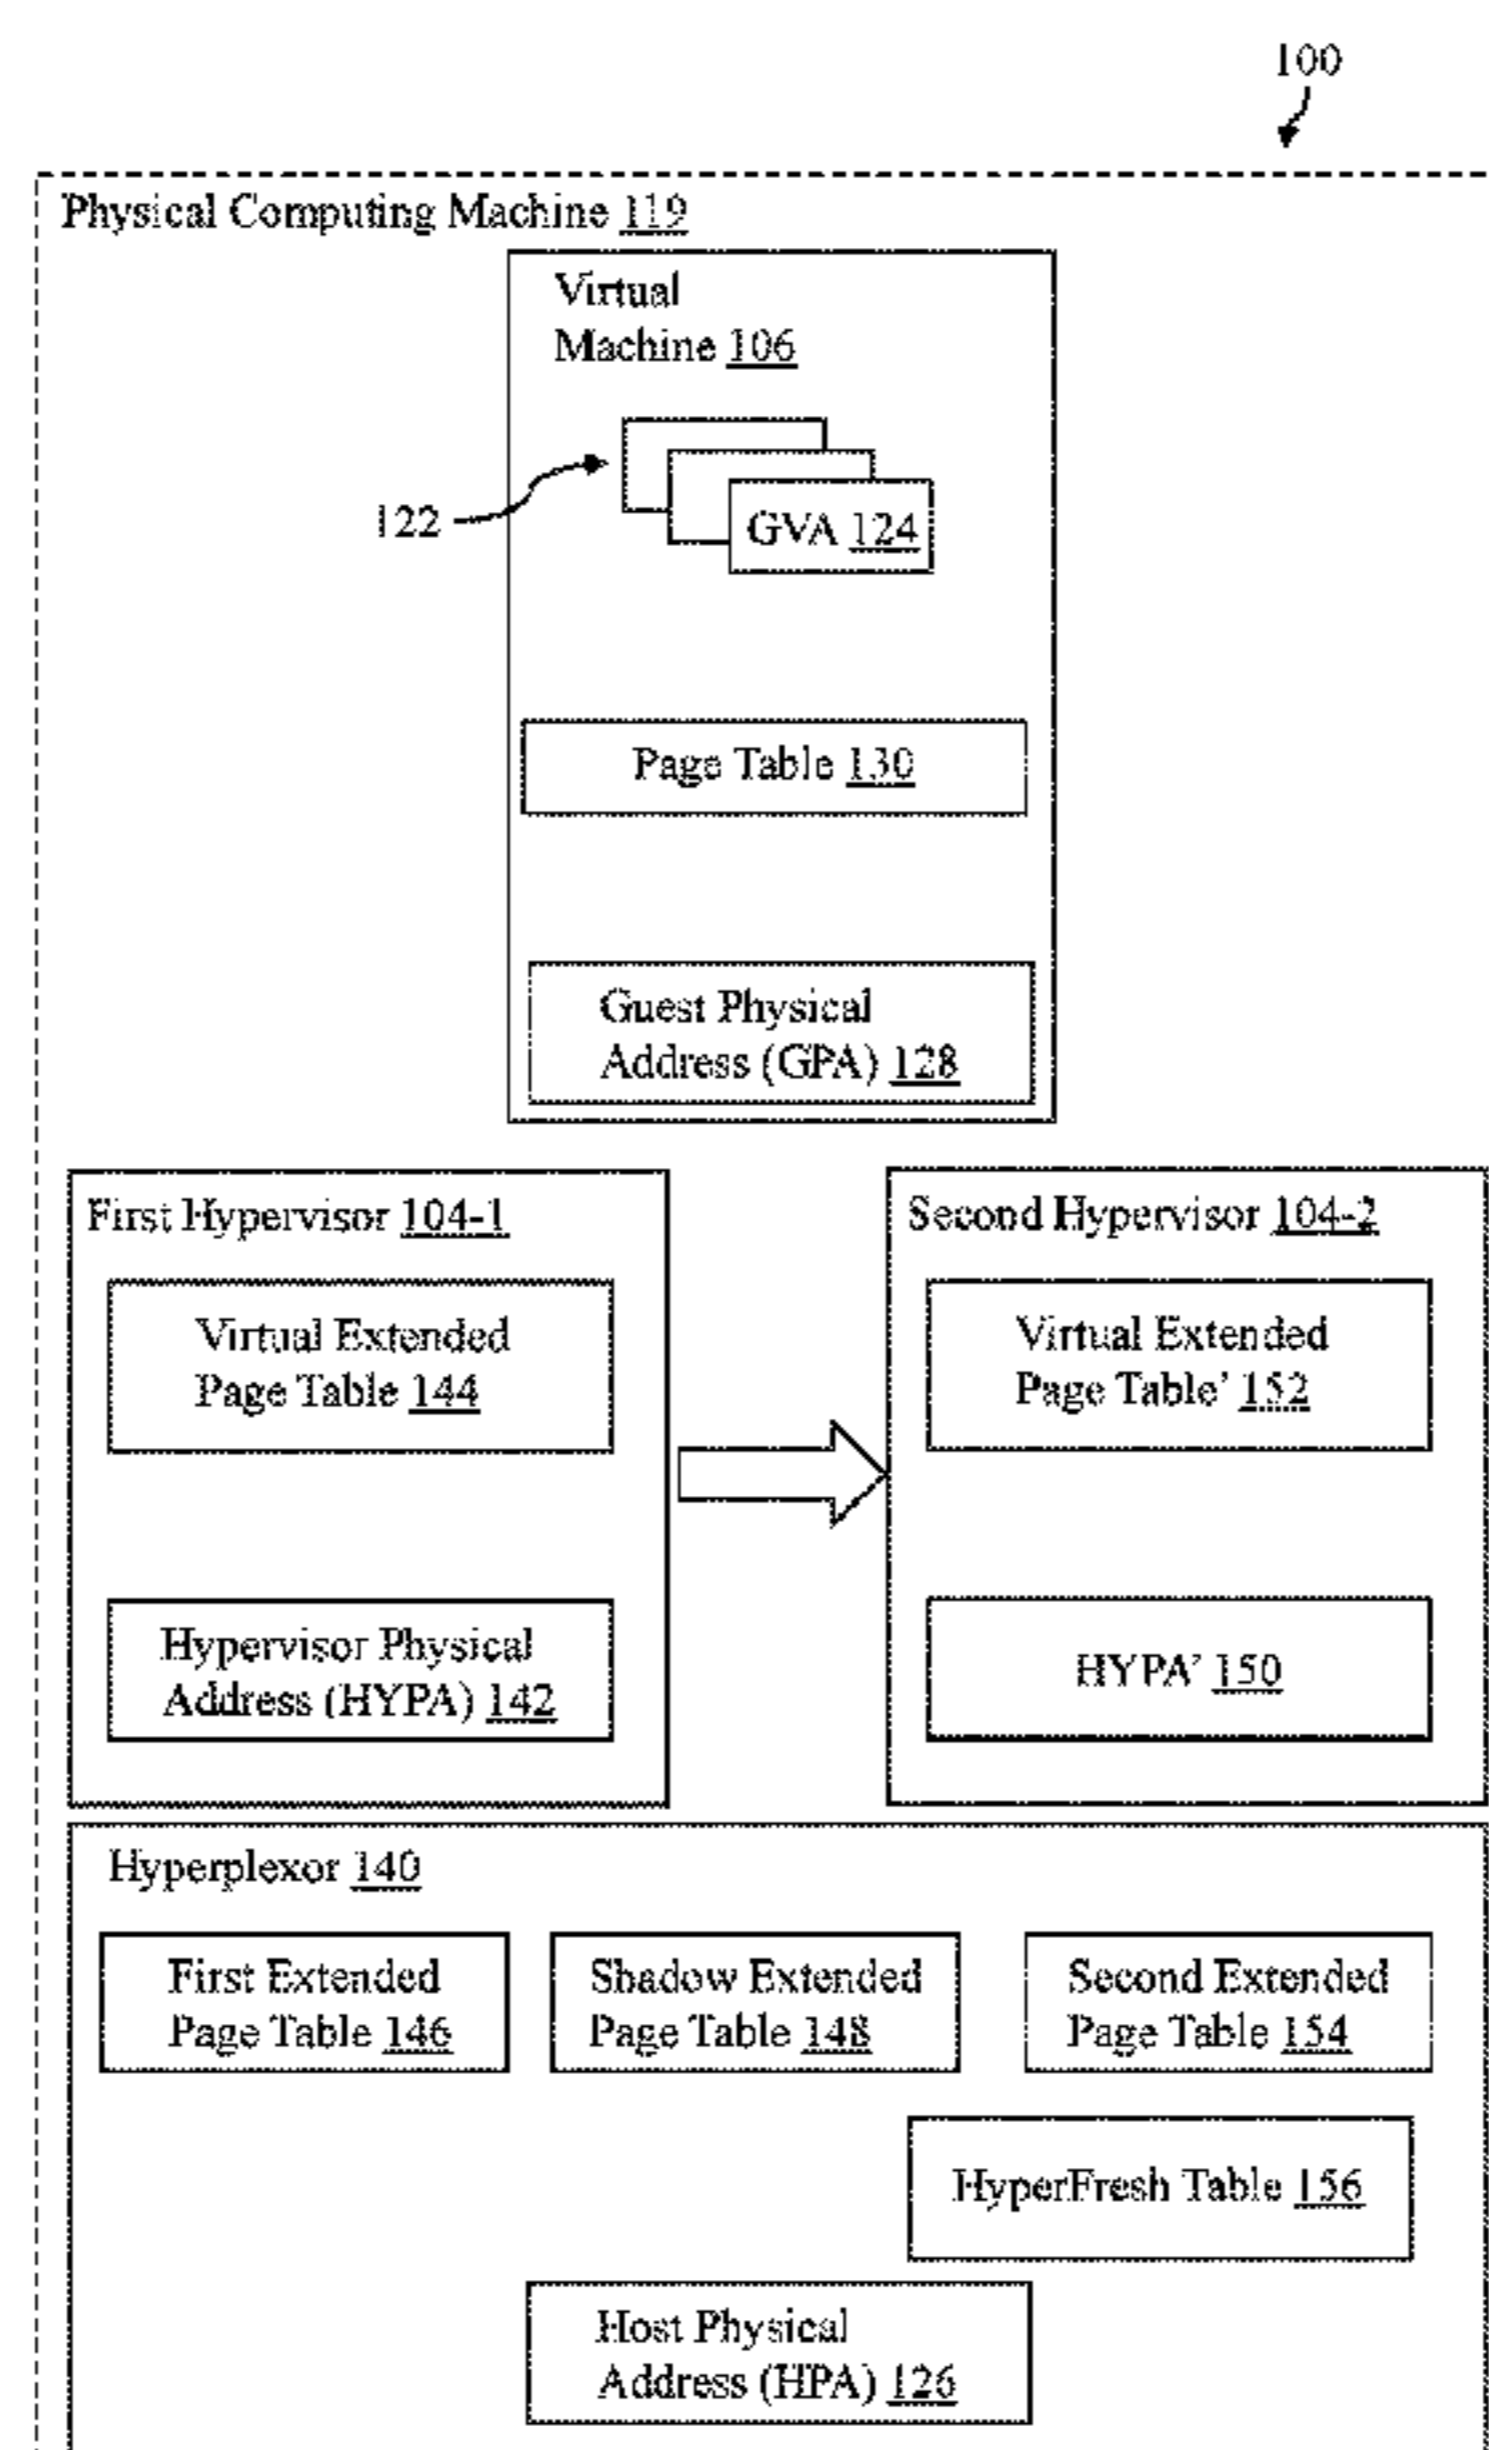 100
Physical Computing Machine 119
Virtual
Machine 106
122
GVA 124
Page Table 130
Guest Physical
Address (GPA) 128
First Hypervisor 104-1
Virtual Extended
Page Table 144
Hypervisor Physical
Address (HYPA) 142
Second Hypervisor 104-2
Virtual Extended
Page Table’ 152
HYPA’ 150
Hyperplexor 140
First Extended
Page Table 146
Shadow Extended
Page Table 148
Second Extended
Page Table 154
HyperFresh Table 156
Host Physical
Address (HPA) 126